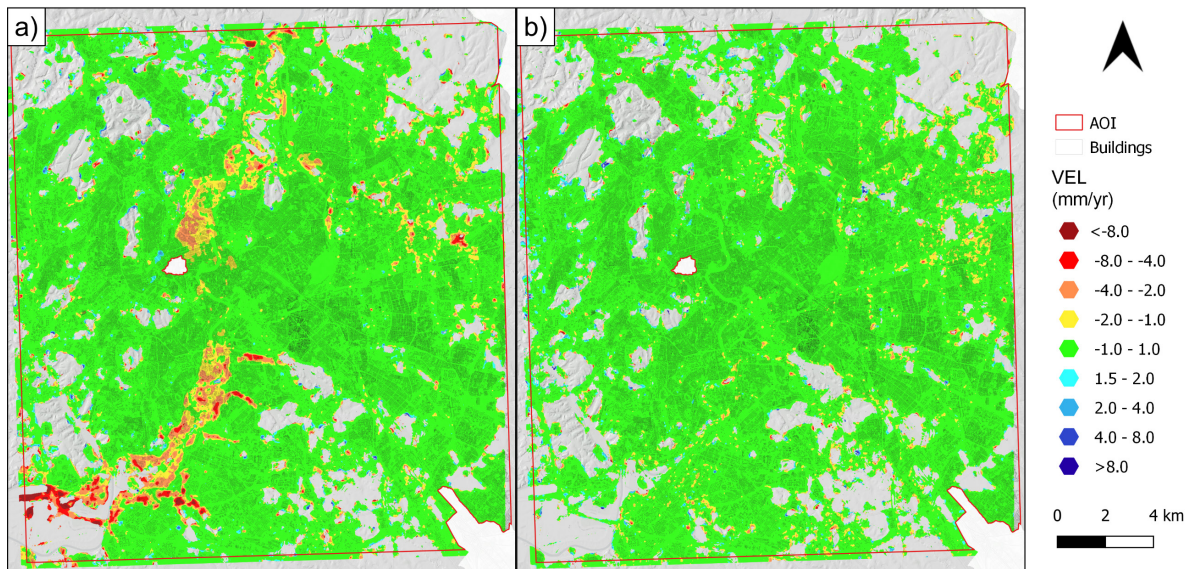 a)
b)
AOI
Buildings
VEL
(mm/yr)
<-8.0
-8.0 - -4.0
-4.0 - -2.0
-2.0 - -1.0
-1.0 - 1.0
1.5 - 2.0
2.0 - 4.0
4.0 - 8.0
>8.0
0 2 4 km